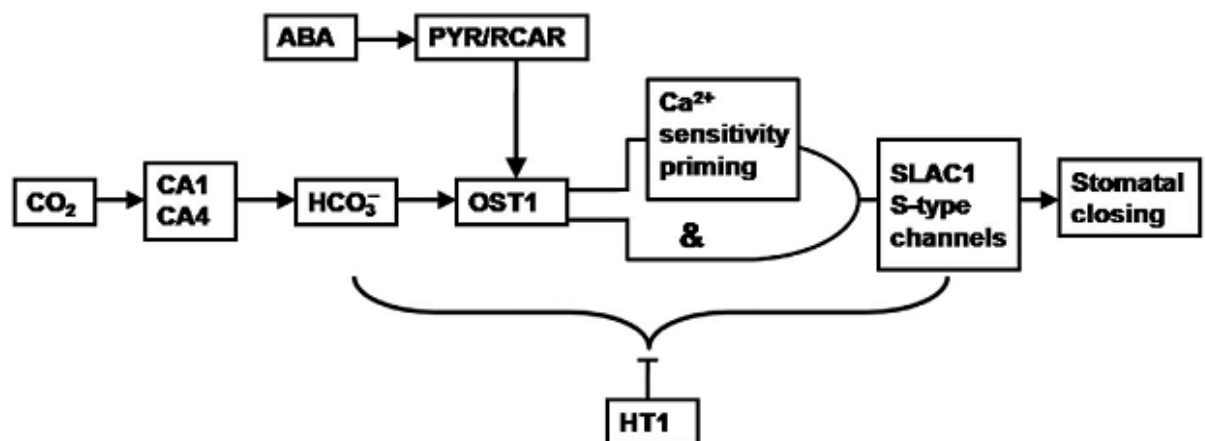 ABA
PYR/RCAR
Ca²⁺
sensitivity
priming
CO₂
CA1
CA4
HCO₃⁻
OST1
&
SLAC1
S-type
channels
Stomatal
closing
HT1